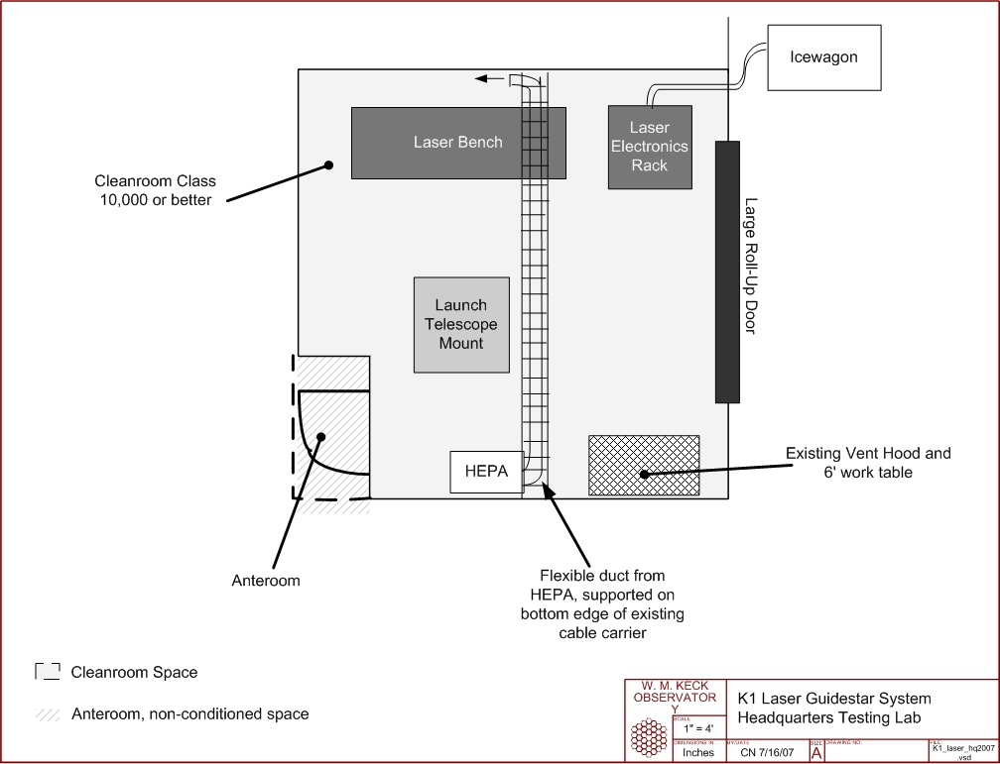 Icewagon
Laser Bench
Laser
Electronics
Rack
Cleanroom Class
10,000 or better
Large Roll-Up Door
Launch
Telescope
Mount
HEPA
Existing Vent Hood and
6' work table
Anteroom
Flexible duct from
HEPA, supported on
bottom edge of existing
cable carrier
Cleanroom Space
Anteroom, non-conditioned space
W. M. KECK
OBSERVATOR
Y
K1 Laser Guidestar System
Headquarters Testing Lab
SCALE
1" = 4'
DIMENSIONS IN:
Inches
BY/DATE
CN 7/16/07
SIZE
A
DRAWING NO:
FILE:
K1_laser_hq2007
.vsd